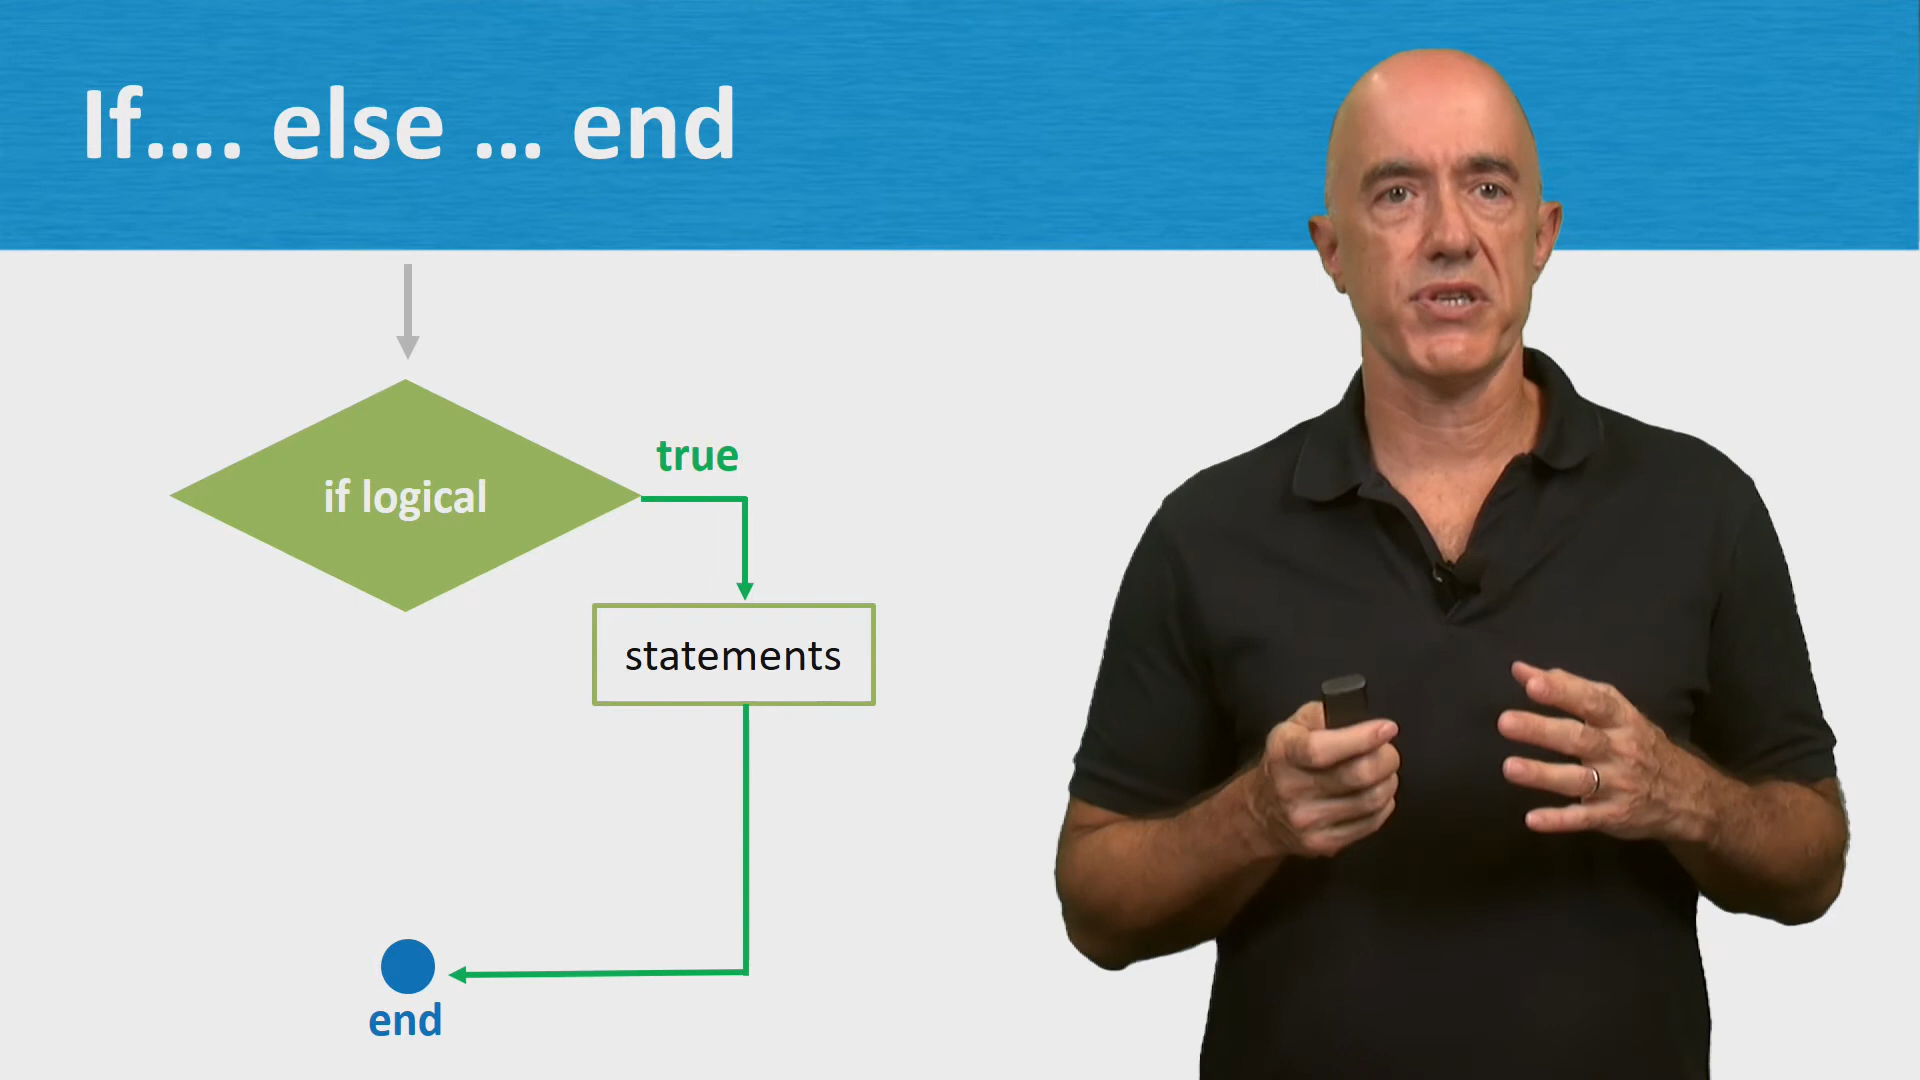 If.... else ... end
true
if logical
statements
end